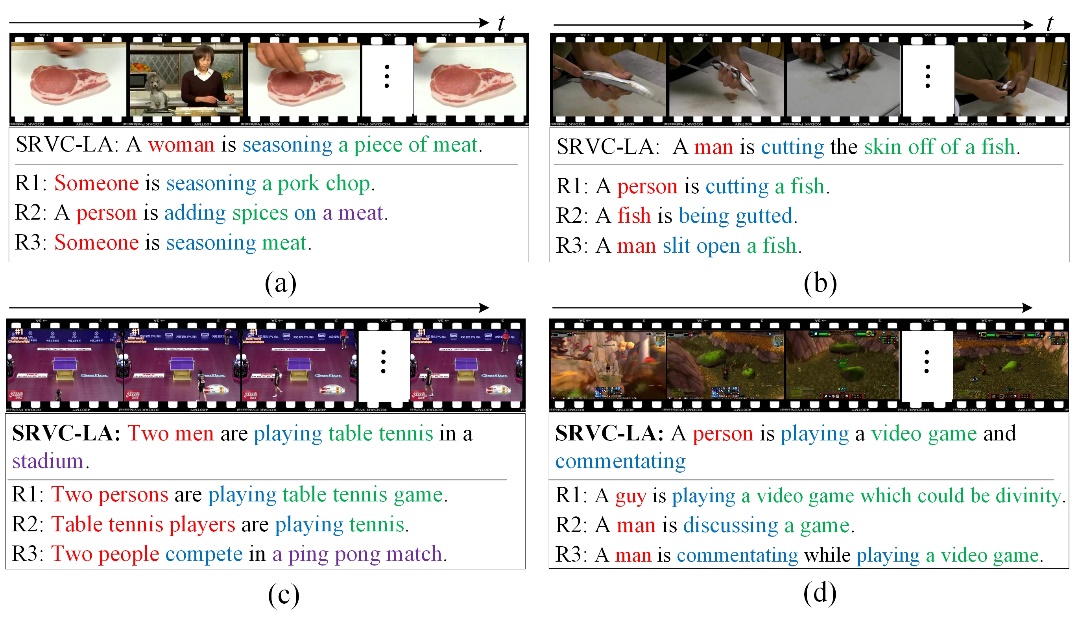 t
SRVC-LA: A woman is seasoning a piece of meat.
R1: Someone is seasoning a pork chop.
R2: A person is adding spices on a meat.
R3: Someone is seasoning meat.
(a)
t
SRVC-LA: A man is cutting the skin off of a fish.
R1: A person is cutting a fish.
R2: A fish is being gutted.
R3: A man slit open a fish.
(b)
SRVC-LA: Two men are playing table tennis in a
stadium.
R1: Two persons are playing table tennis game.
R2: Table tennis players are playing tennis.
R3: Two people compete in a ping pong match.
(c)
SRVC-LA: A person is playing a video game and
commentating
R1: A guy is playing a video game which could be divinity.
R2: A man is discussing a game.
R3: A man is commentating while playing a video game.
(d)